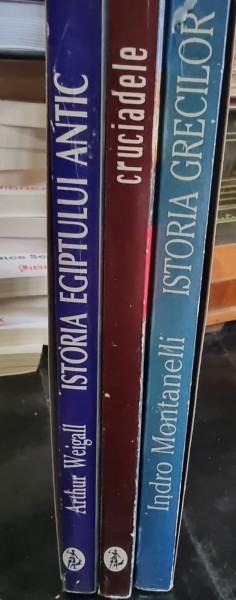 Arthur Weigall ISTORIA EGIPTULUI ANTIC
cruciadele
Indro Montanelli ISTORIA GRECILOR